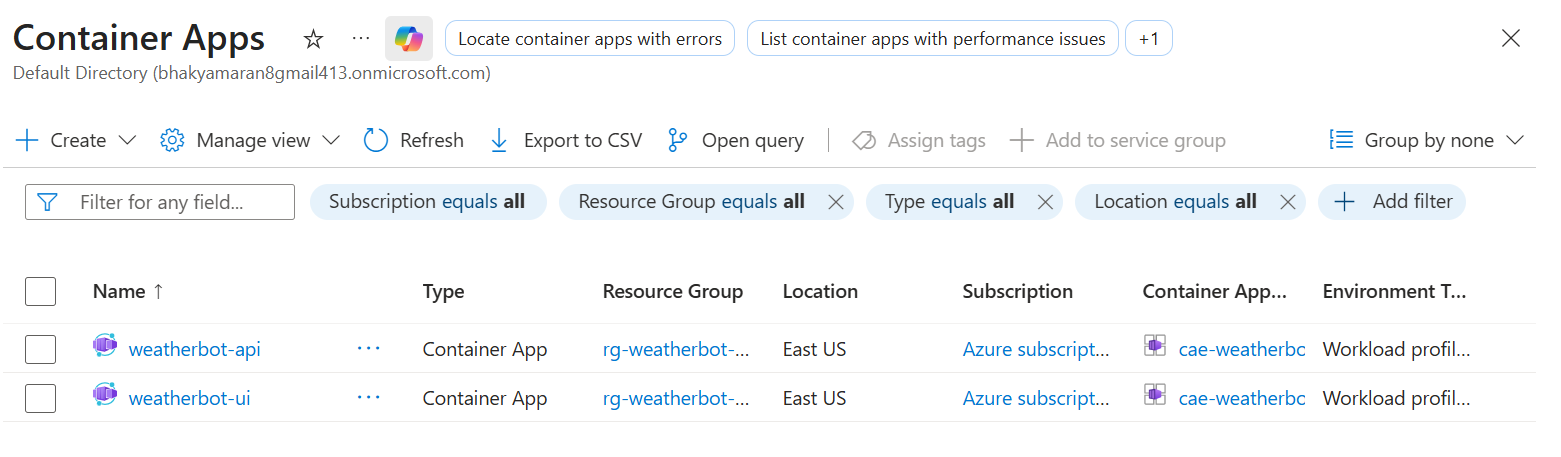 Container Apps ... Locate container apps with errors List container apps with performance issues +1
Default Directory (bhakyamaran8gmail413.onmicrosoft.com)
Create Manage view Refresh Export to CSV Open query Assign tags Add to service group Group by none
Filter for any field... Subscription equals all Resource Group equals all Type equals all Location equals all Add filter
Name ↑ Type Resource Group Location Subscription Container App... Environment T...
weatherbot-api ... Container App rg-weatherbot-... East US Azure subscript... cae-weatherbc Workload profil...
weatherbot-ui ... Container App rg-weatherbot-... East US Azure subscript... cae-weatherbc Workload profil...